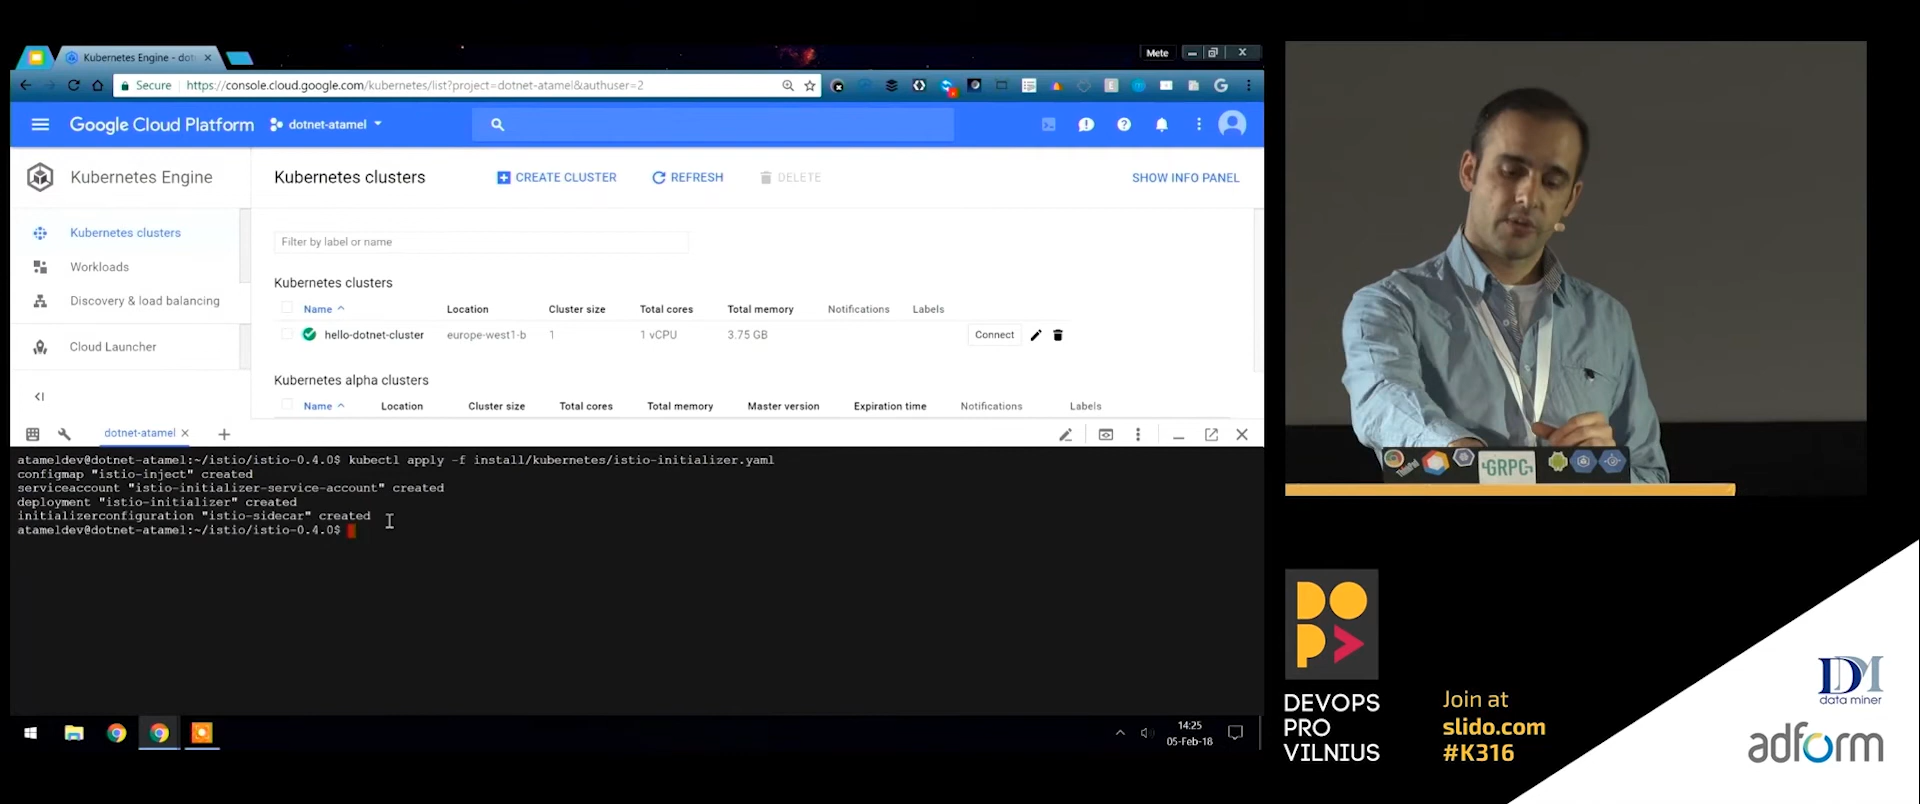 Kubernetes Engine - dot
Mete
Secure https://console.cloud.google.com/kubernetes/list?project=dotnet-atamel&authuser=2
Google Cloud Platform
dotnet-atamel
Kubernetes Engine
Kubernetes clusters
CREATE CLUSTER
REFRESH
DELETE
SHOW INFO PANEL
Kubernetes clusters
Workloads
Discovery & load balancing
Cloud Launcher
Filter by label or name
Kubernetes clusters
Name Location Cluster size Total cores Total memory Notifications Labels
hello-dotnet-cluster europe-west1-b 1 1 vCPU 3.75 GB Connect
Kubernetes alpha clusters
Name Location Cluster size Total cores Total memory Master version Expiration time Notifications Labels
dotnet-atamel
atameldev@dotnet-atamel:~/istio/istio-0.4.0$ kubectl apply -f install/kubernetes/istio-initializer.yaml
configmap "istio-inject" created
serviceaccount "istio-initializer-service-account" created
deployment "istio-initializer" created
initializerconfiguration "istio-sidecar" created
atameldev@dotnet-atamel:~/istio/istio-0.4.0$
14:25
05-Feb-18
ThinkPad
GRPC
DEVOPS
PRO
VILNIUS
Join at
slido.com
#K316
DM
data miner
adform